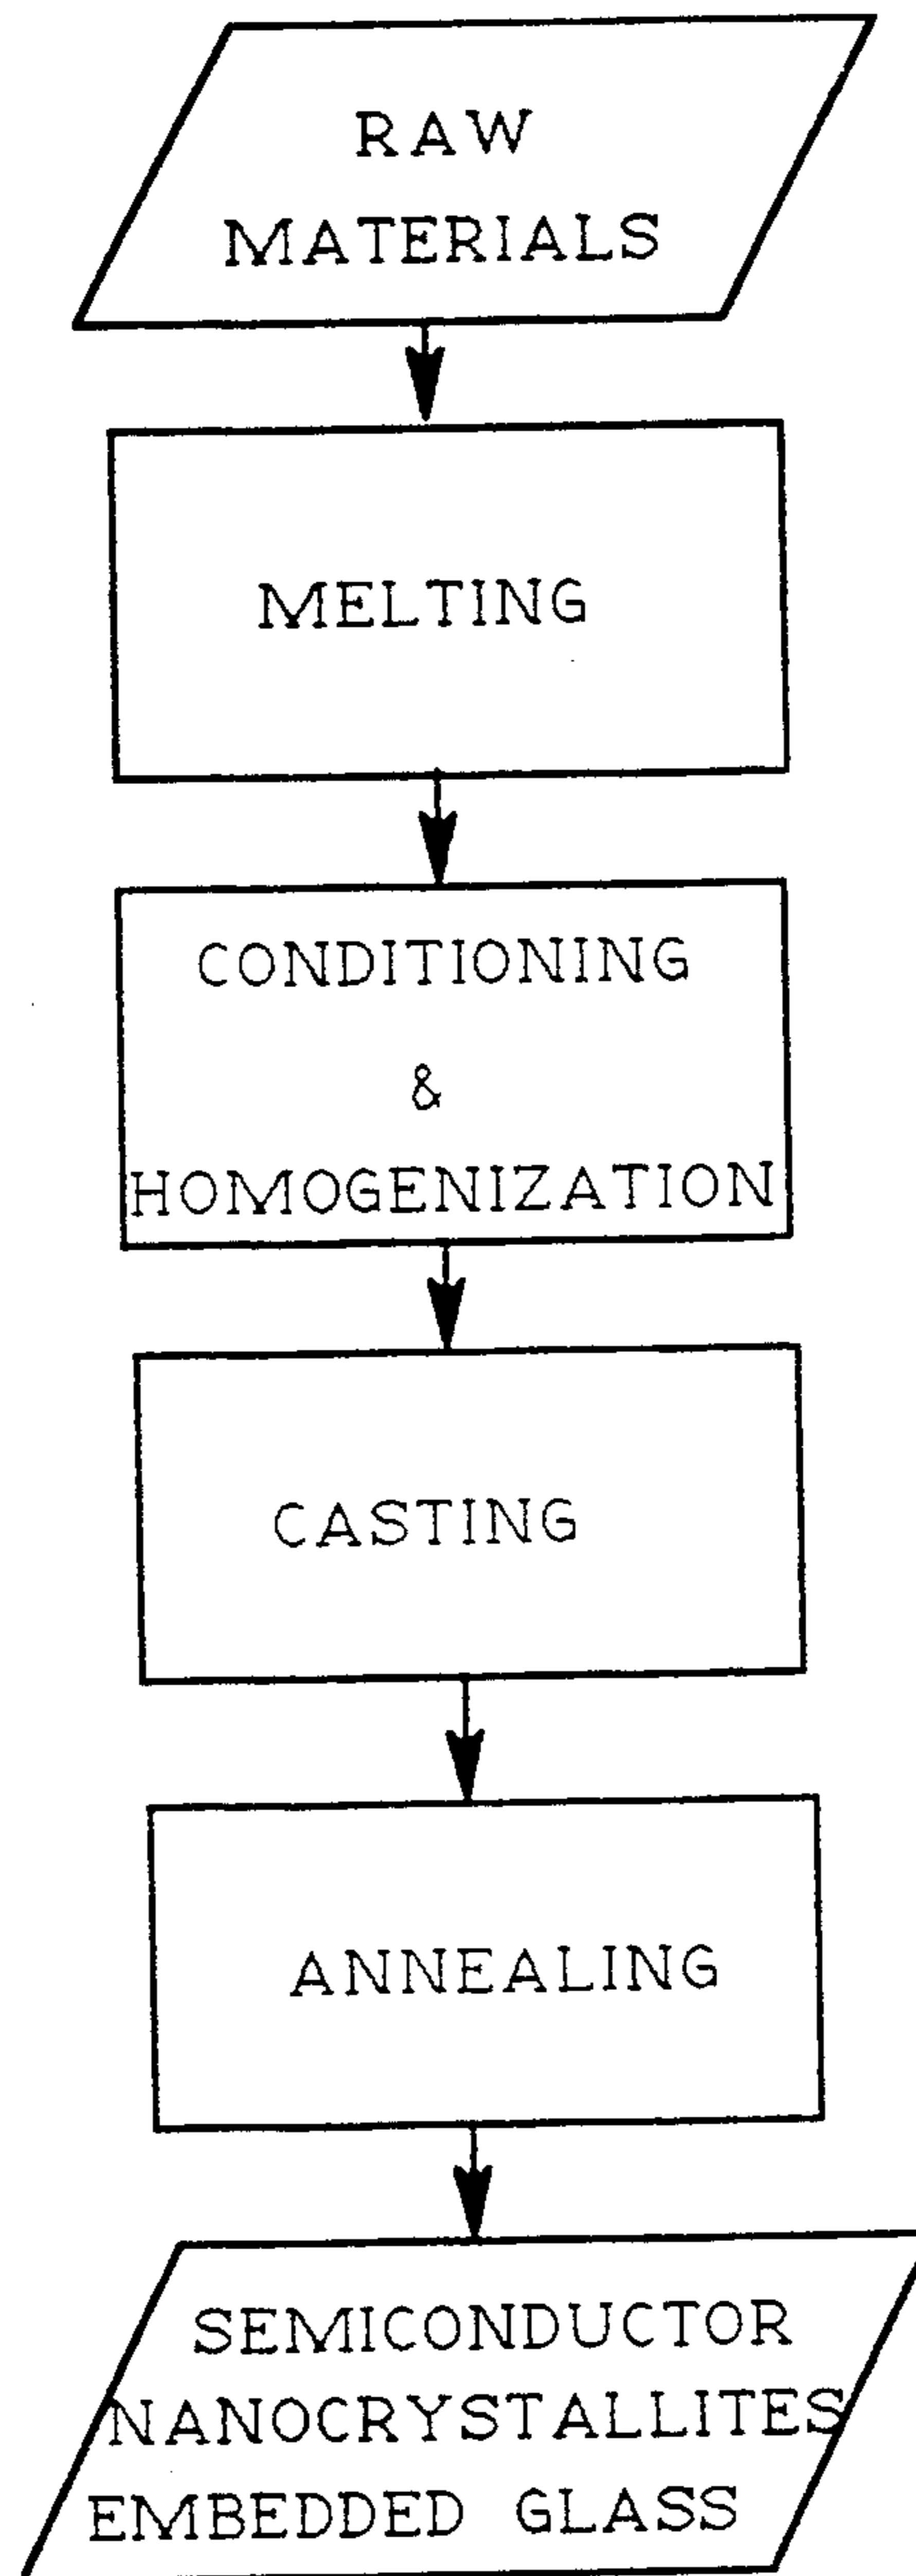 RAW
MATERIALS
MELTING
CONDITIONING
&
HOMOGENIZATION
CASTING
ANNEALING
SEMICONDUCTOR
NANOCRYSTALLITES
EMBEDDED GLASS